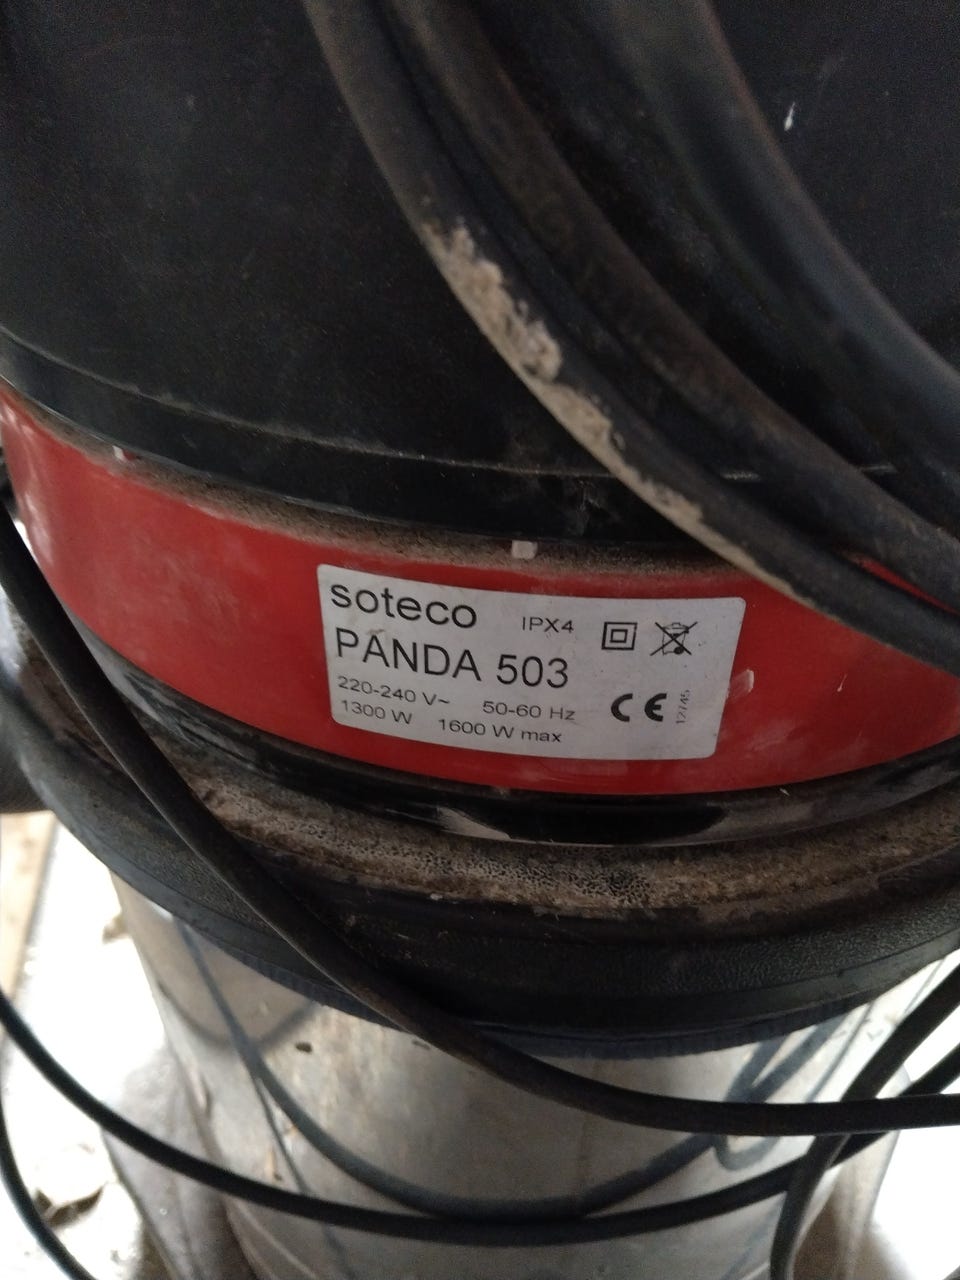 soteco IPX4
PANDA 503
220-240 V~ 50-60 Hz
1300 W 1600 W max
CE